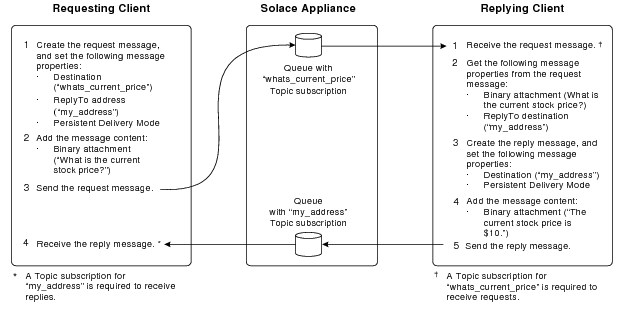 Requesting Client
Solace Appliance
Replying Client
1 Create the request message,
and set the following message
properties:
· Destination
("whats_current_price")
· ReplyTo address
("my_address")
· Persistent Delivery Mode
2 Add the message content:
· Binary attachment
("What is the current
stock price?")
3 Send the request message.
4 Receive the reply message. *
* A Topic subscription for
"my_address" is required to receive
replies.
Queue with
"whats_current_price"
Topic subscription
Queue
with "my_address"
Topic subscription
1 Receive the request message. †
2 Get the following message
properties from the request
message:
· Binary attachment (What is
the current stock price?)
· ReplyTo destination
("my_address")
3 Create the reply message, and
set the following message
properties:
· Destination ("my_address")
· Persistent Delivery Mode
4 Add the message content:
· Binary attachment ("The
current stock price is
$10.")
5 Send the reply message.
† A Topic subscription for
"whats_current_price" is required to
receive requests.